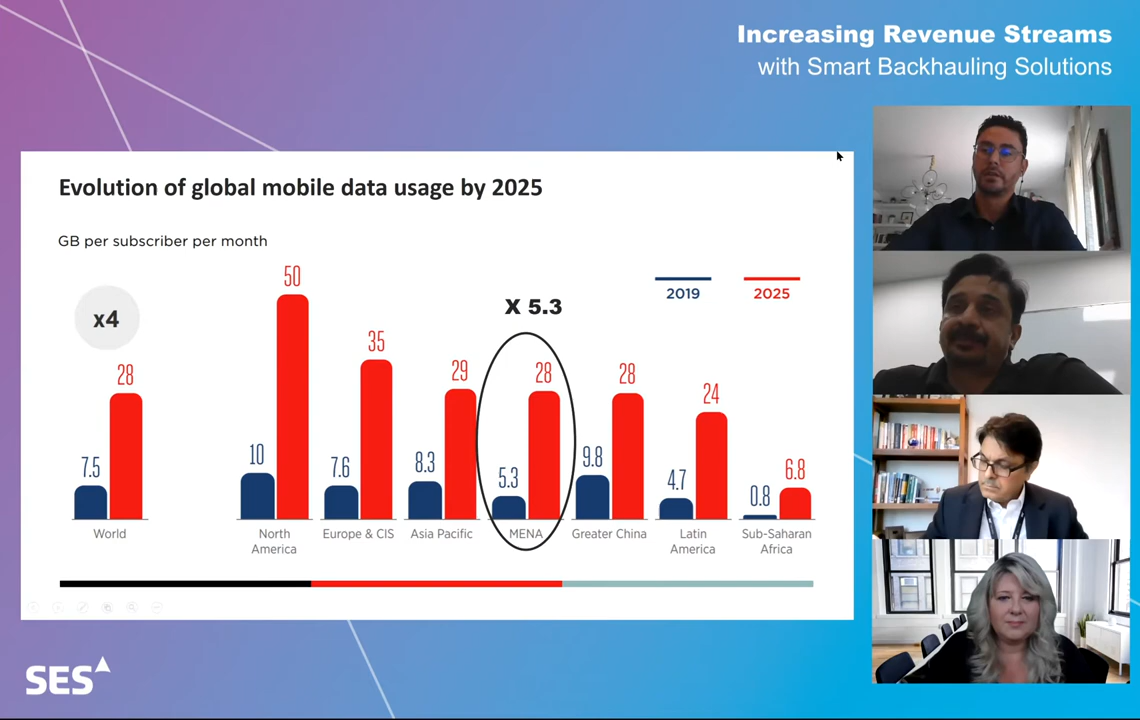 Increasing Revenue Streams
with Smart Backhauling Solutions
Evolution of global mobile data usage by 2025
GB per subscriber per month
2019
2025
x4
X 5.3
7.5
28
10
50
7.6
35
8.3
29
5.3
28
9.8
28
4.7
24
0.8
6.8
World
North
America
Europe & CIS
Asia Pacific
MENA
Greater China
Latin
America
Sub-Saharan
Africa
SES